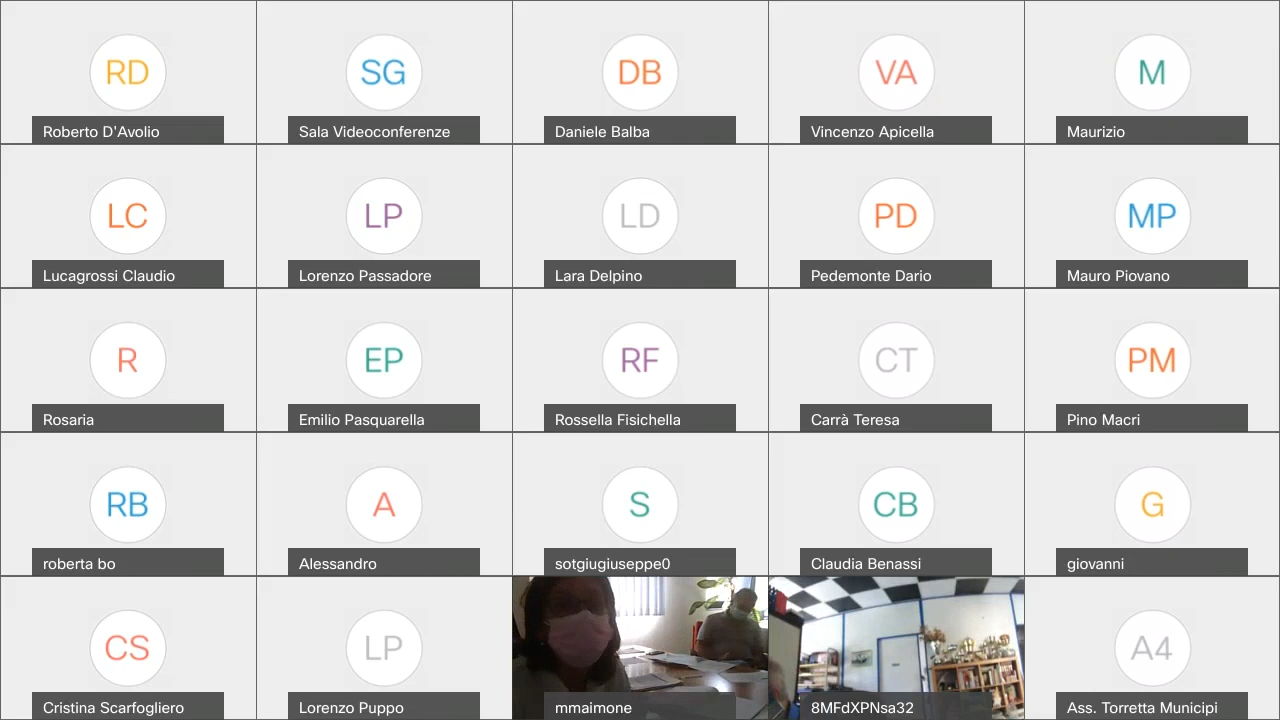 RD
SG
DB
VA
M
Roberto D'Avolio
Sala Videoconferenze
Daniele Balba
Vincenzo Apicella
Maurizio
LC
LP
LD
PD
MP
Lucagrossi Claudio
Lorenzo Passadore
Lara Delpino
Pedemonte Dario
Mauro Piovano
R
EP
RF
CT
PM
Rosaria
Emilio Pasquarella
Rossella Fisichella
Carrà Teresa
Pino Macri
RB
A
S
CB
G
roberta bo
Alessandro
sotgiugiuseppe0
Claudia Benassi
giovanni
CS
LP
A4
Cristina Scarfogliero
Lorenzo Puppo
mmaimone
8MFdXPNsa32
Ass. Torretta Municipi